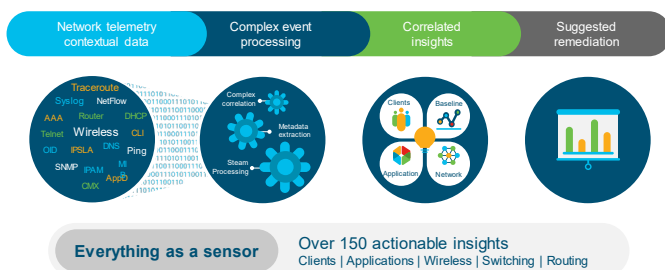 Network telemetry
contextual data
Complex event
processing
Correlated
insights
Suggested
remediation
Traceroute
Syslog NetFlow
AAA Router DHCP
Telnet Wireless CLI
OID IPSLA DNS Ping
SNMP IPAM MI
B
AppD
CMX
Complex
correlation
Metadata
extraction
Steam
Processing
Clients
Baseline
Application
Network
Everything as a sensor
Over 150 actionable insights
Clients | Applications | Wireless | Switching | Routing